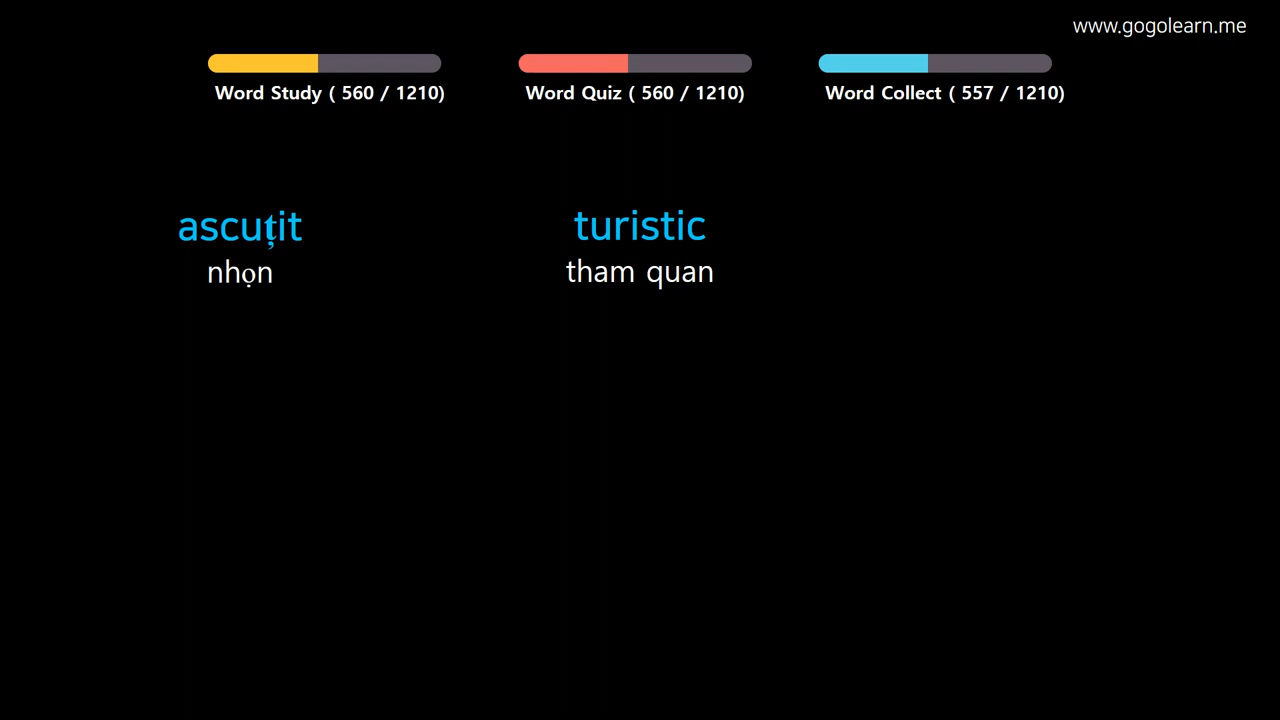 www.gogolearn.me
Word Study ( 560 / 1210)
Word Quiz ( 560 / 1210)
Word Collect ( 557 / 1210)
ascuțit
nhọn
turistic
tham quan